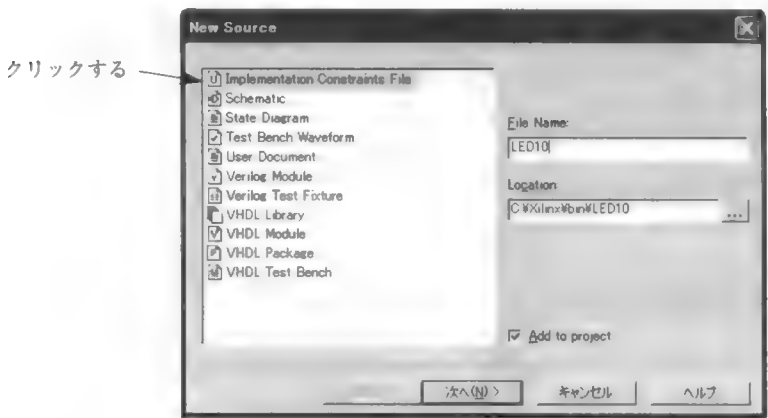 New Source
クリックする
Implementation Constraints File
Schematic
State Diagram
Test Bench Waveform
User Document
Verilog Module
Verilog Test Fixture
VHDL Library
VHDL Module
VHDL Package
VHDL Test Bench
File Name:
LED10
Location
C:¥Xilinx¥bin¥LED10
...
Add to project
次へ(N) >
キャンセル
ヘルプ